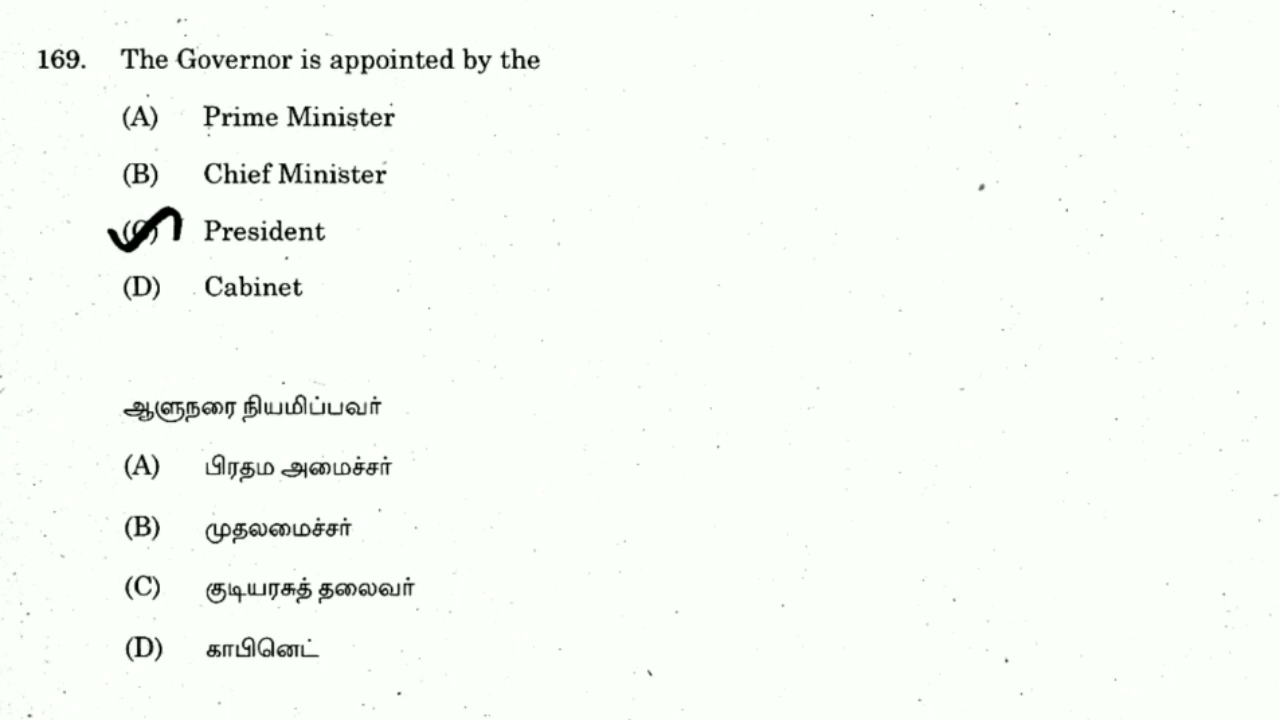 169. The Governor is appointed by the
(A) Prime Minister
(B) Chief Minister
(C) President
(D) Cabinet
ஆளுநரை நியமிப்பவர்
(A) பிரதம அமைச்சர்
(B) முதலமைச்சர்
(C) குடியரசுத் தலைவர்
(D) காபினெட்